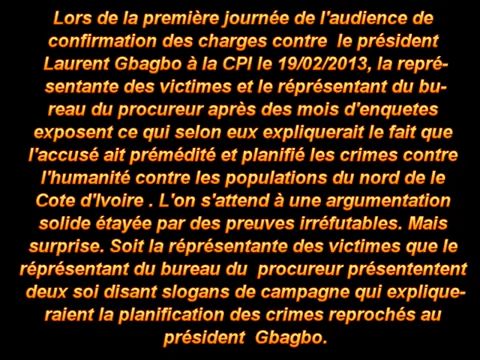 Lors de la première journée de l'audience de
confirmation des charges contre le président
Laurent Gbagbo à la CPI le 19/02/2013, la repré-
sentante des victimes et le réprésentant du bu-
reau du procureur après des mois d'enquetes
exposent ce qui selon eux expliquerait le fait que
l'accusé ait prémédité et planifié les crimes contre
l'humanité contre les populations du nord de le
Cote d'Ivoire . L'on s'attend à une argumentation
solide étayée par des preuves irréfutables. Mais
surprise. Soit la réprésentante des victimes que le
réprésentant du bureau du procureur présententent
deux soi disant slogans de campagne qui explique-
raient la planification des crimes reprochés au
président Gbagbo.